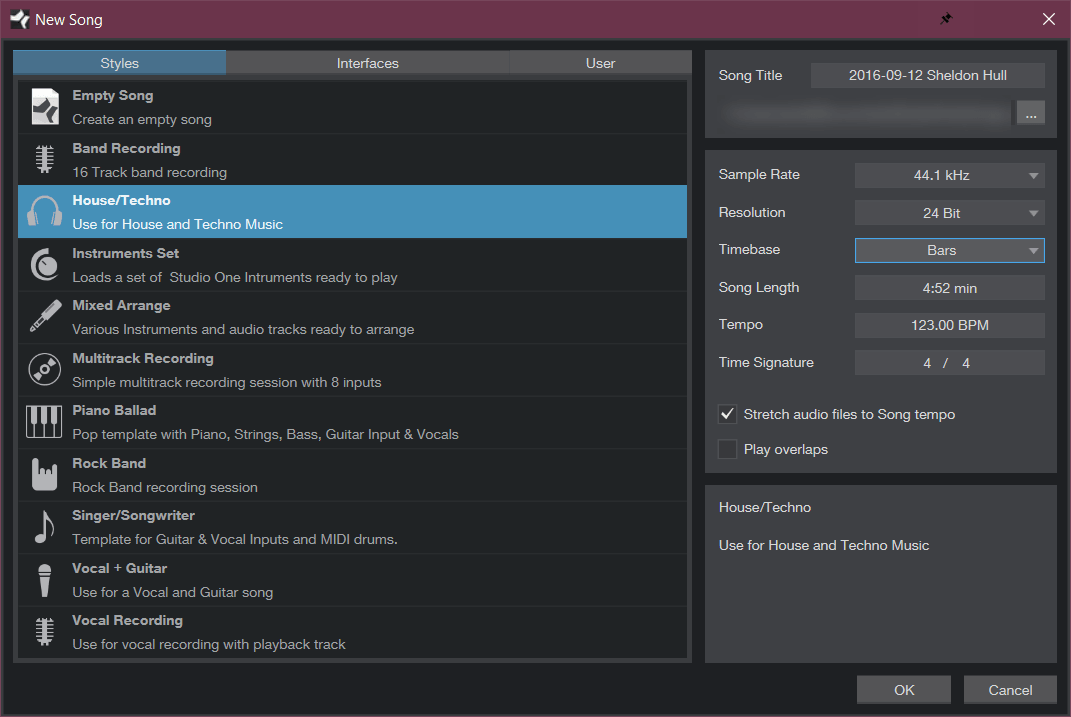 New Song
Styles
Interfaces
User
Empty Song
Create an empty song
Band Recording
16 Track band recording
House/Techno
Use for House and Techno Music
Instruments Set
Loads a set of  Studio One Intruments ready to play
Mixed Arrange
Various Instruments and audio tracks ready to arrange
Multitrack Recording
Simple multitrack recording session with 8 inputs
Piano Ballad
Pop template with Piano, Strings, Bass, Guitar Input & Vocals
Rock Band
Rock Band recording session
Singer/Songwriter
Template for Guitar & Vocal Inputs and MIDI drums.
Vocal + Guitar
Use for a Vocal and Guitar song
Vocal Recording
Use for vocal recording with playback track
Song Title 2016-09-12 Sheldon Hull
...
Sample Rate 44.1 kHz
Resolution 24 Bit
Timebase Bars
Song Length 4:52 min
Tempo 123.00 BPM
Time Signature 4 / 4
Stretch audio files to Song tempo
Play overlaps
House/Techno
Use for House and Techno Music
OK Cancel